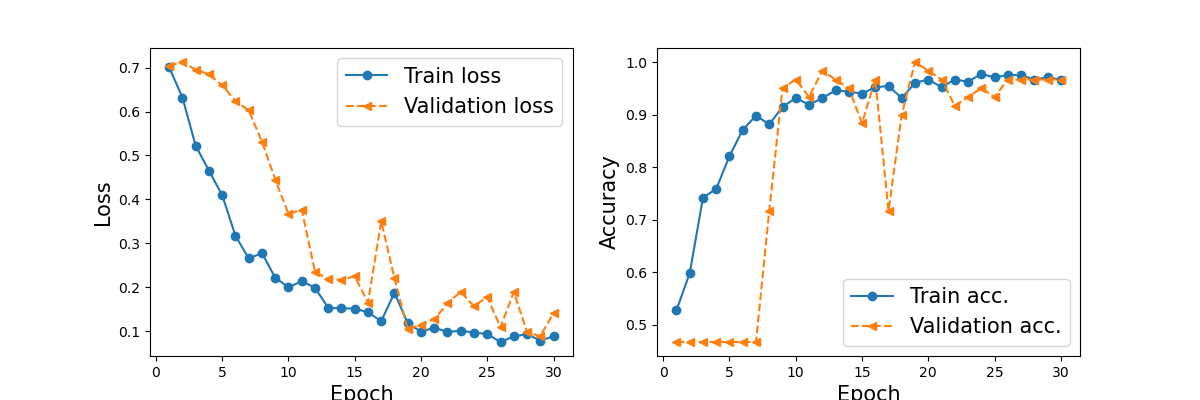 0.7
0.6
0.5
0.4
0.3
0.2
0.1
Loss
0 5 10 15 20 25 30
Epoch
Train loss
Validation loss
1.0
0.9
0.8
0.7
0.6
0.5
Accuracy
0 5 10 15 20 25 30
Epoch
Train acc.
Validation acc.